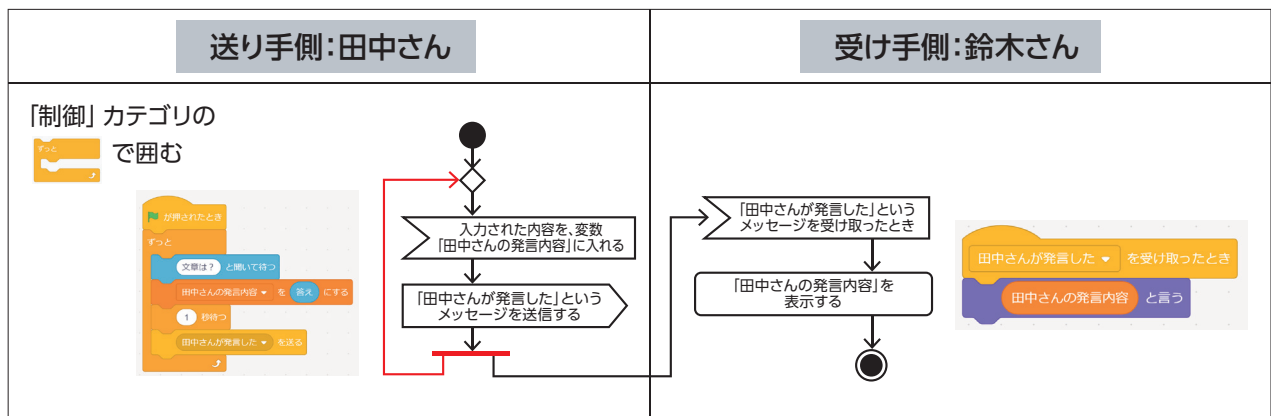 送り手側：田中さん
受け手側：鈴木さん
「制御」カテゴリの
ずっと
で囲む
が押されたとき
ずっと
文章は？ と聞いて待つ
田中さんの発言内容 を 答え にする
1 秒待つ
田中さんが発言した を送る
入力された内容を、変数
「田中さんの発言内容」に入れる
「田中さんが発言した」という
メッセージを送信する
「田中さんが発言した」という
メッセージを受け取ったとき
「田中さんの発言内容」を
表示する
田中さんが発言した を受け取ったとき
田中さんの発言内容 と言う